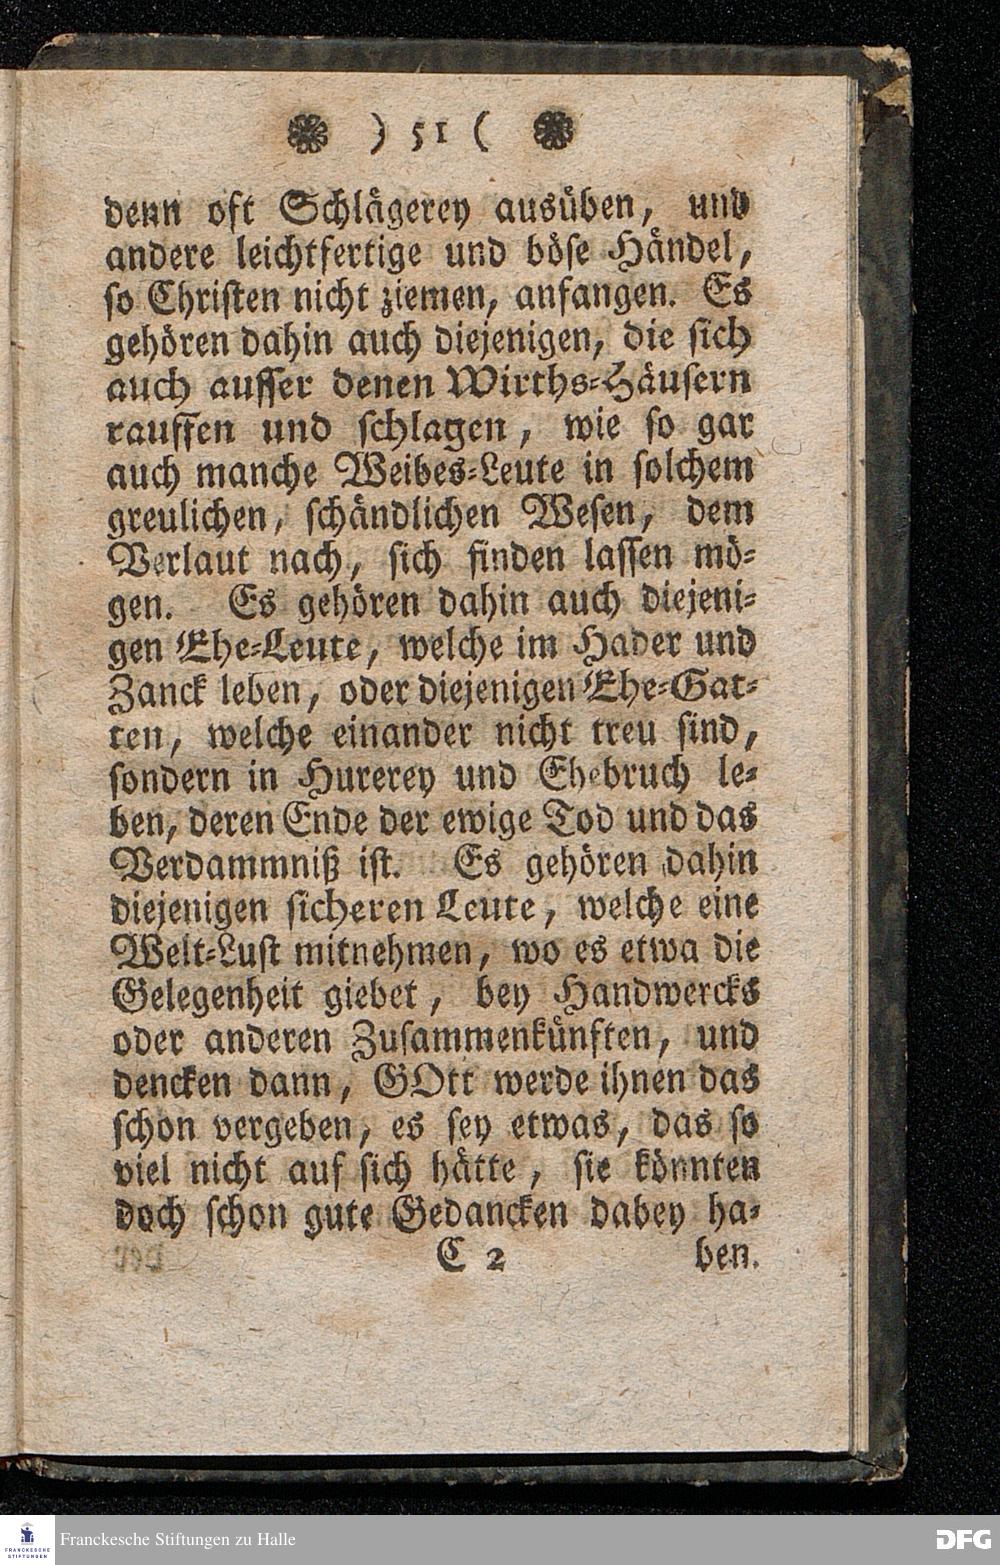 ) 51 (
denn oft Schlägerey ausüben, und
andere leichtfertige und böse Händel,
so Christen nicht ziemen, anfangen. Es
gehören dahin auch diejenigen, die sich
auch ausser denen Wirths-Häusern
rauffen und schlagen, wie so gar
auch manche Weibes-Leute in solchem
greulichen, schändlichen Wesen, dem
Verlaut nach, sich finden lassen mö-
gen. Es gehören dahin auch diejeni-
gen Ehe-Leute, welche im Hader und
Zanck leben, oder diejenigen Ehe-Gat-
ten, welche einander nicht treu sind,
sondern in Hurerey und Ehebruch le-
ben, deren Ende der ewige Tod und das
Verdammniß ist. Es gehören dahin
diejenigen sicheren Leute, welche eine
Welt-Lust mitnehmen, wo es etwa die
Gelegenheit giebet, bey Handwercks
oder anderen Zusammenkünften, und
dencken dann, GOtt werde ihnen das
schon vergeben, es sey etwas, das so
viel nicht auf sich hätte, sie könnten
doch schon gute Gedancken dabey ha-
C 2 ben.
FRANCKESCHE STIFTUNGEN
Franckesche Stiftungen zu Halle
DFG